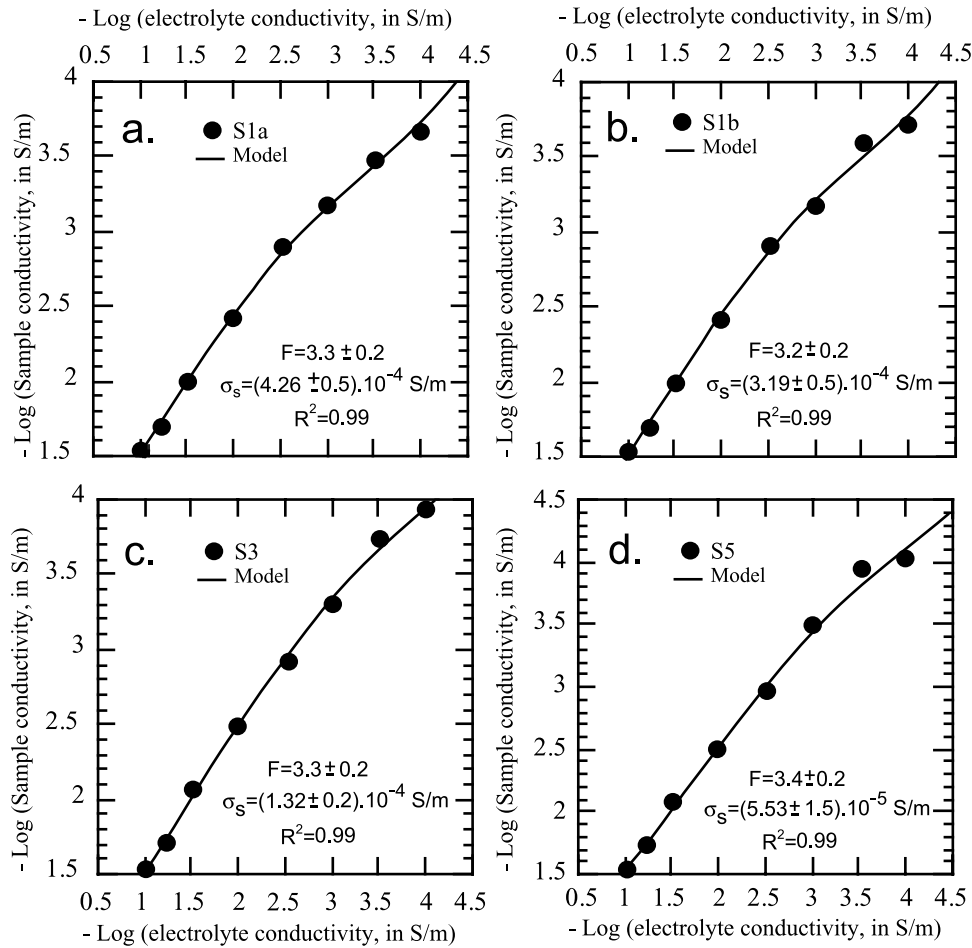 - Log (electrolyte conductivity, in S/m)
0.5 1 1.5 2 2.5 3 3.5 4 4.5
- Log (Sample conductivity, in S/m)
4
3.5
3
2.5
2
1.5
a.
S1a
Model
F=3.3 ± 0.2
σs=(4.26 ±0.5).10⁻⁴ S/m
R²=0.99
- Log (electrolyte conductivity, in S/m)
0.5 1 1.5 2 2.5 3 3.5 4 4.5
- Log (Sample conductivity, in S/m)
4
3.5
3
2.5
2
1.5
b.
S1b
Model
F=3.2±0.2
σs=(3.19±0.5).10⁻⁴ S/m
R²=0.99
- Log (Sample conductivity, in S/m)
4
3.5
3
2.5
2
1.5
c.
S3
Model
F=3.3±0.2
σs=(1.32±0.2).10⁻⁴ S/m
R²=0.99
0.5 1 1.5 2 2.5 3 3.5 4 4.5
- Log (electrolyte conductivity, in S/m)
- Log (Sample conductivity, in S/m)
4.5
4
3.5
3
2.5
2
1.5
d.
S5
Model
F=3.4±0.2
σs=(5.53±1.5).10⁻⁵ S/m
R²=0.99
0.5 1 1.5 2 2.5 3 3.5 4 4.5
- Log (electrolyte conductivity, in S/m)